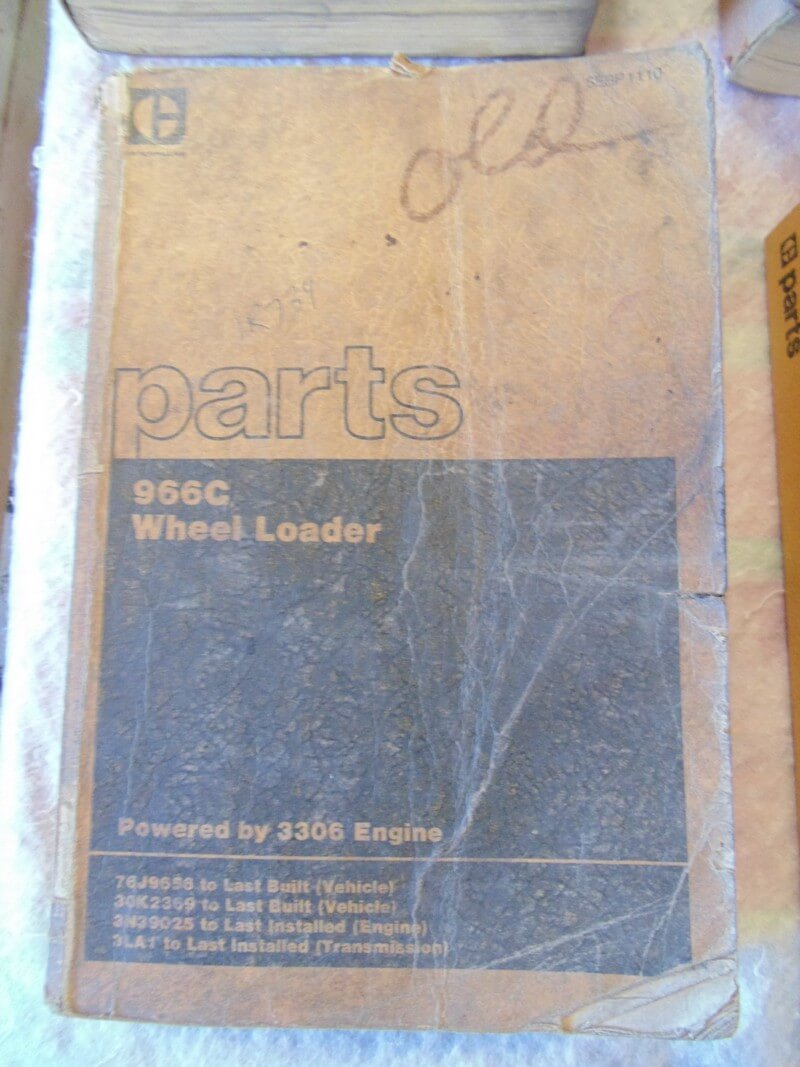 old
parts
966C
Wheel Loader
Powered by 3306 Engine
76J9658 to Last Built (Vehicle)
30K2369 to Last Built (Vehicle)
3N39025 to Last Installed (Engine)
3LA1 to Last Installed (Transmission)
parts